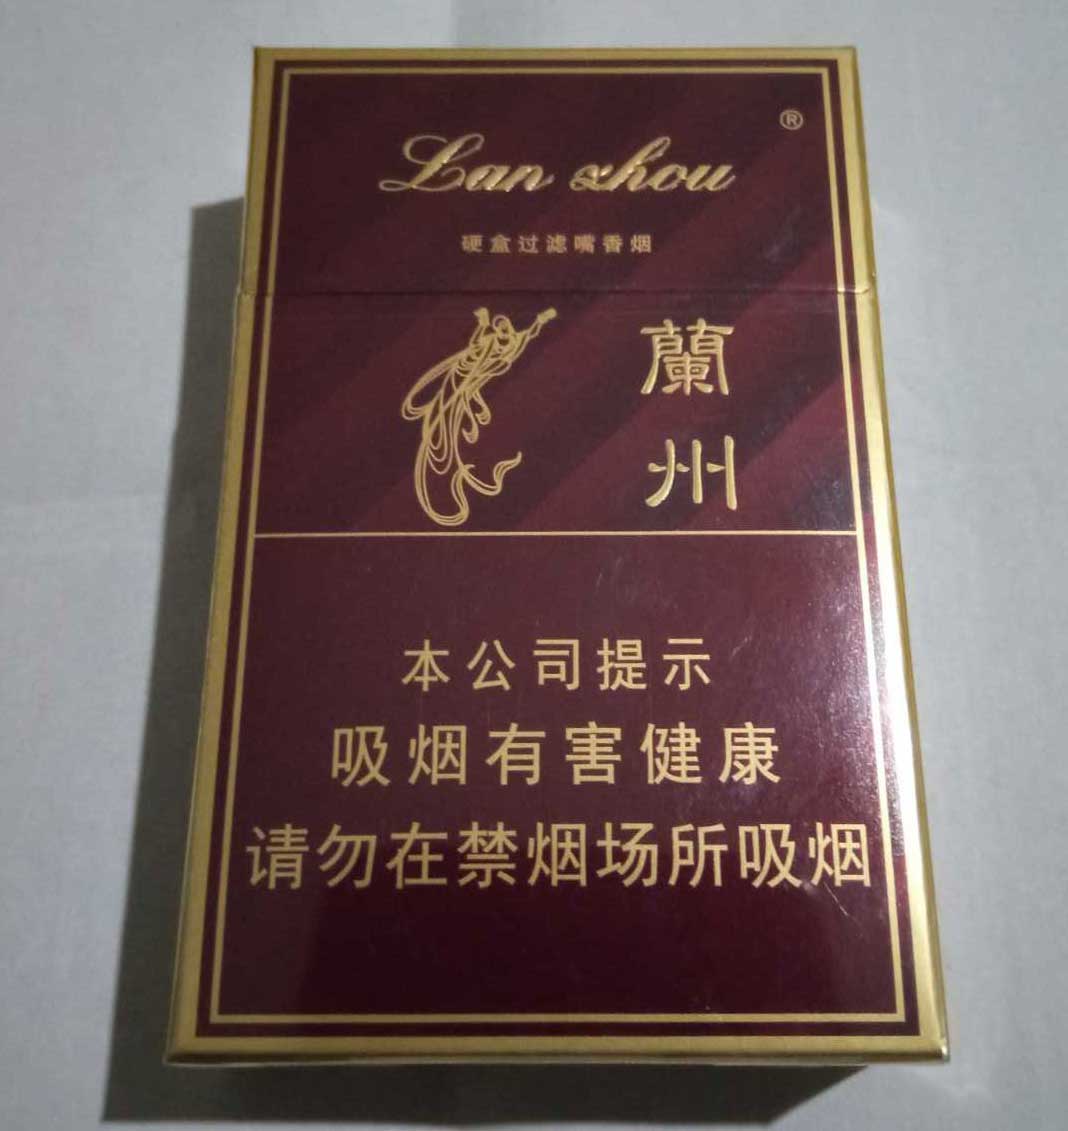 ®
Lan zhou
硬盒过滤嘴香烟
蘭
州
本公司提示
吸烟有害健康
请勿在禁烟场所吸烟